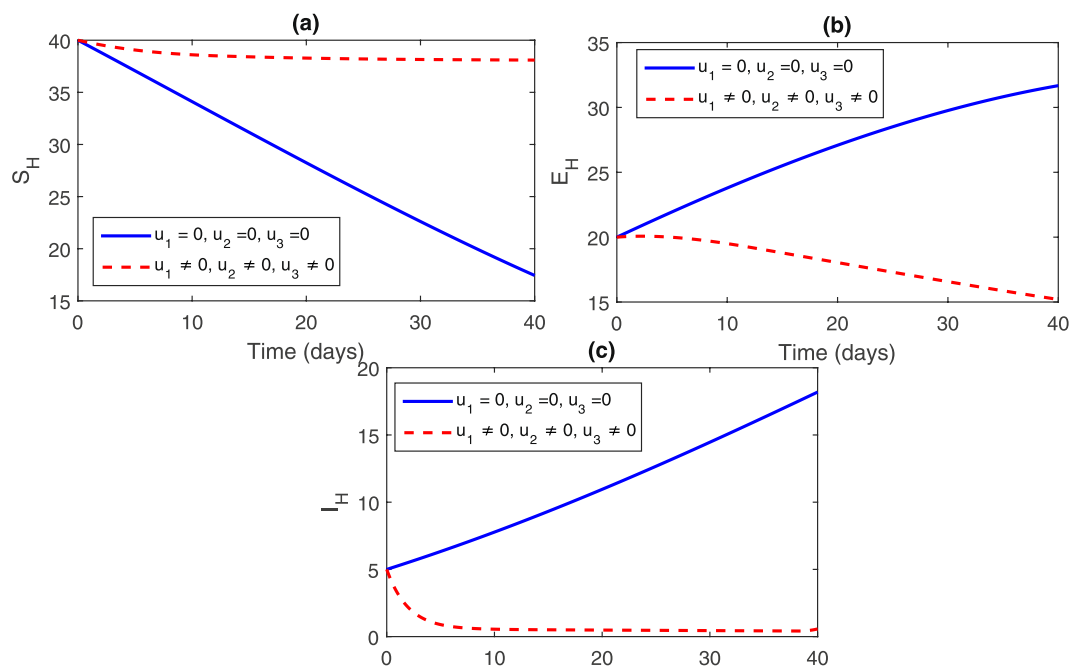 (a)
40
35
30
25
20
15
S_H
u_1 = 0, u_2 =0, u_3 =0
u_1 ≠ 0, u_2 ≠ 0, u_3 ≠ 0
0 10 20 30 40
Time (days)
(b)
35
30
25
20
15
E_H
u_1 = 0, u_2 =0, u_3 =0
u_1 ≠ 0, u_2 ≠ 0, u_3 ≠ 0
0 10 20 30 40
Time (days)
(c)
20
15
10
5
0
I_H
u_1 = 0, u_2 =0, u_3 =0
u_1 ≠ 0, u_2 ≠ 0, u_3 ≠ 0
0 10 20 30 40